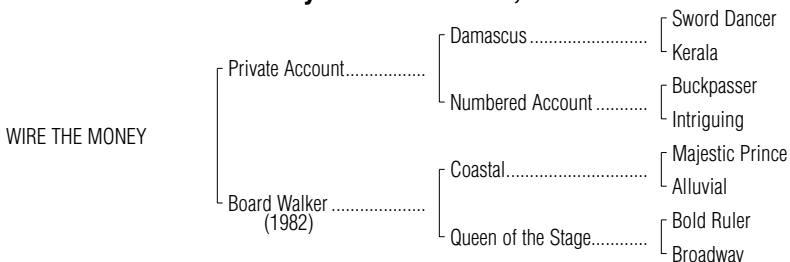 Sword Dancer
Damascus
Kerala
Private Account
Buckpasser
Numbered Account
Intriguing
WIRE THE MONEY
Majestic Prince
Coastal
Alluvial
Board Walker
(1982)
Bold Ruler
Queen of the Stage
Broadway